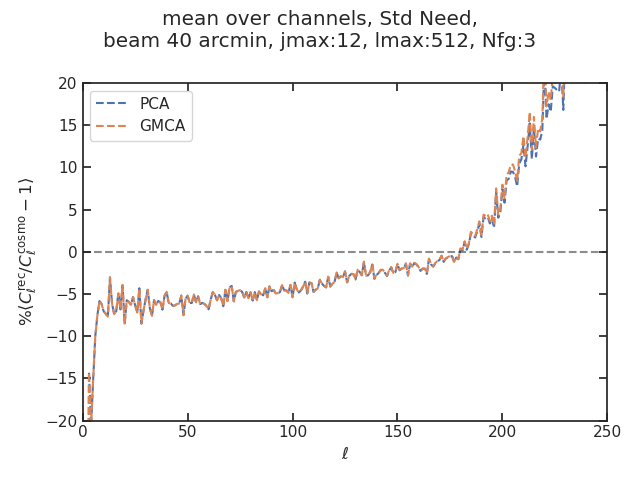 mean over channels, Std Need,
beam 40 arcmin, jmax:12, lmax:512, Nfg:3
PCA
GMCA
%⟨C_ℓ^rec/C_ℓ^cosmo − 1⟩
20
15
10
5
0
−5
−10
−15
−20
0 50 100 150 200 250
ℓ